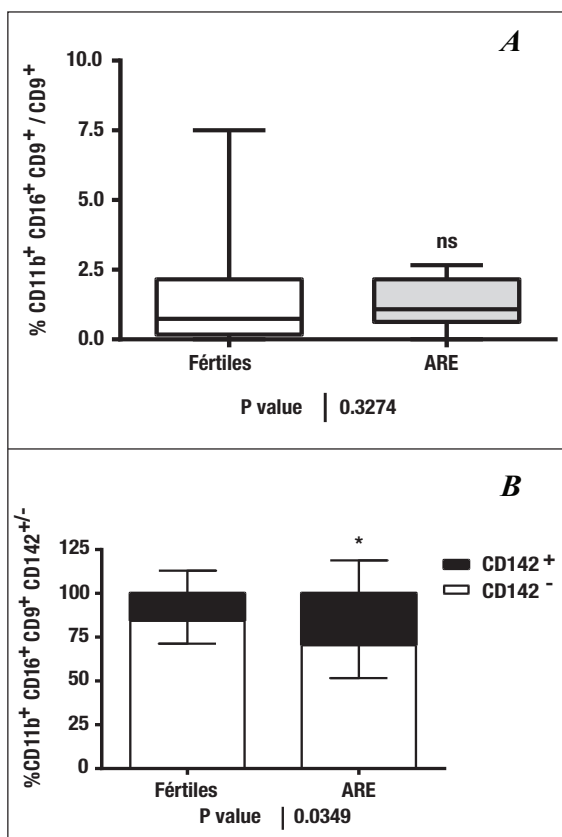 A
% CD11b+ CD16+ CD9+ / CD9+
10.0
7.5
5.0
2.5
0.0
ns
Fértiles ARE
P value | 0.3274
B
%CD11b+ CD16+ CD9+ CD142+/-
125
100
75
50
25
0
*
CD142 +
CD142 -
Fértiles ARE
P value | 0.0349